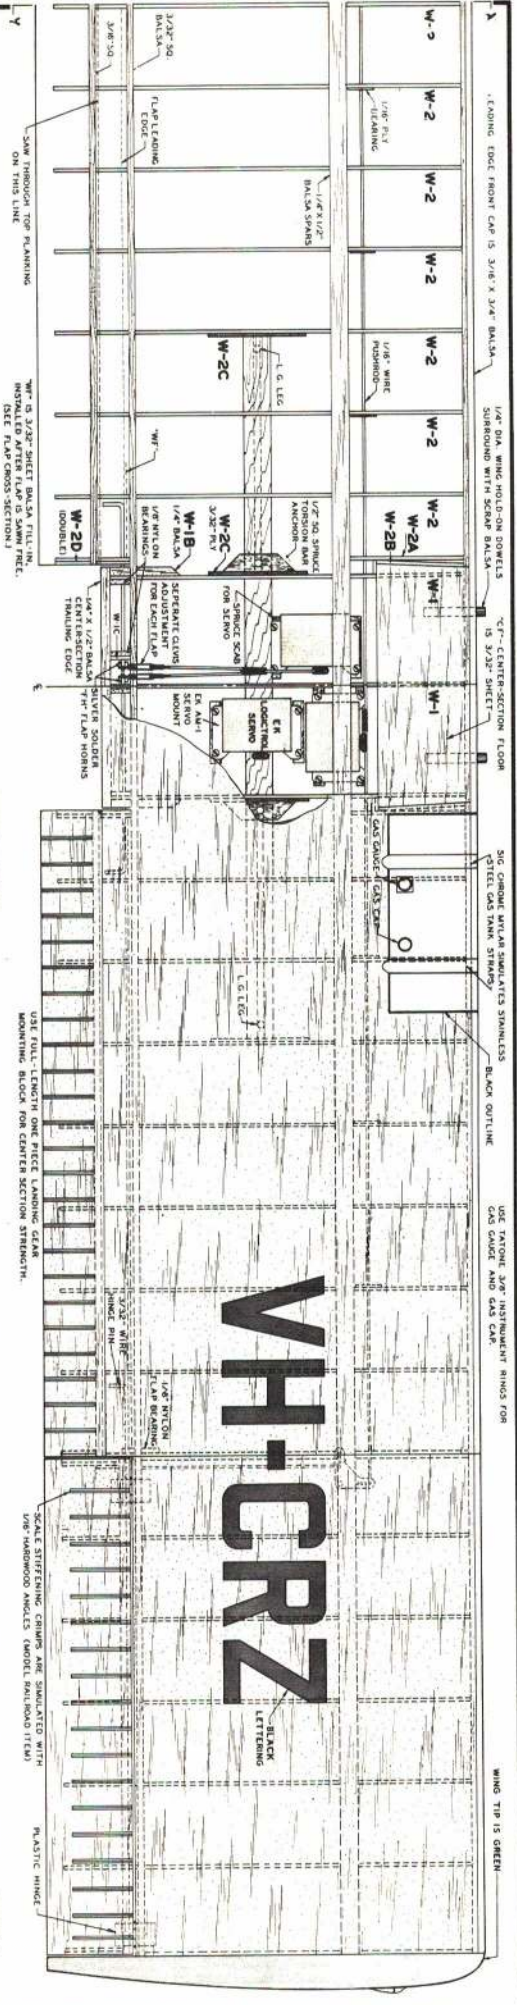 LEADING EDGE FRONT CAP IS 3/16" X 3/4" BALSA
1/4" DIA. WING HOLD-ON DOWELS
SURROUND WITH SCRAP BALSA
"CF"- CENTER-SECTION FLOOR
IS 3/32" SHEET
SIG CHROME MYLAR SIMULATES STAINLESS
STEEL GAS TANK STRAPS
BLACK OUTLINE
USE TATONE 3/8" INSTRUMENT RINGS FOR
GAS GAUGE AND GAS CAP.
WING TIP IS GREEN
W-2
W-2
W-2
W-2
W-2
W-2
W-2
W-2A
W-2B
W-1
W-1
1/16" PLY
BEARING
1/4" X 1/2"
BALSA SPARS
1/16" WIRE
PUSHROD
GAS GAUGE
GAS CAP
1/2" SQ. SPRUCE
TORSION BAR
ANCHOR
SPRUCE SCAB
FOR SERVO
EK
LOGICTROL
SERVO
EK AM-1
SERVO
MOUNT
L G LEG
W-2C
W-2C
3/32" PLY
W-1B
1/4" BALSA
1/8" NYLON
BEARINGS
SEPERATE CLEVIS
ADJUSTMENT
FOR EACH FLAP
L G LEG
VH-CRZ
BLACK
LETTERING
3/32" SQ
BALSA
3/16" SQ
FLAP LEADING
EDGE
"WF"
W-2D
(DOUBLE)
W-1C
1/4" X 1/2" BALSA
CENTER-SECTION
TRAILING EDGE
SILVER SOLDER
"FH" FLAP HORNS
3/32" WIRE
HINGE PIN
1/8" NYLON
FLAP BEARING
Y
SAW THROUGH TOP PLANKING
ON THIS LINE
"WF" IS 3/32" SHEET BALSA FILL-IN.
INSTALLED AFTER FLAP IS SAWN FREE.
(SEE FLAP CROSS-SECTION.)
USE FULL-LENGTH ONE PIECE LANDING GEAR
MOUNTING BLOCK FOR CENTER SECTION STRENGTH.
SCALE STIFFENING CRIMPS ARE SIMULATED WITH
1/16" HARDWOOD ANGLES (MODEL RAILROAD ITEM)
PLASTIC HINGE